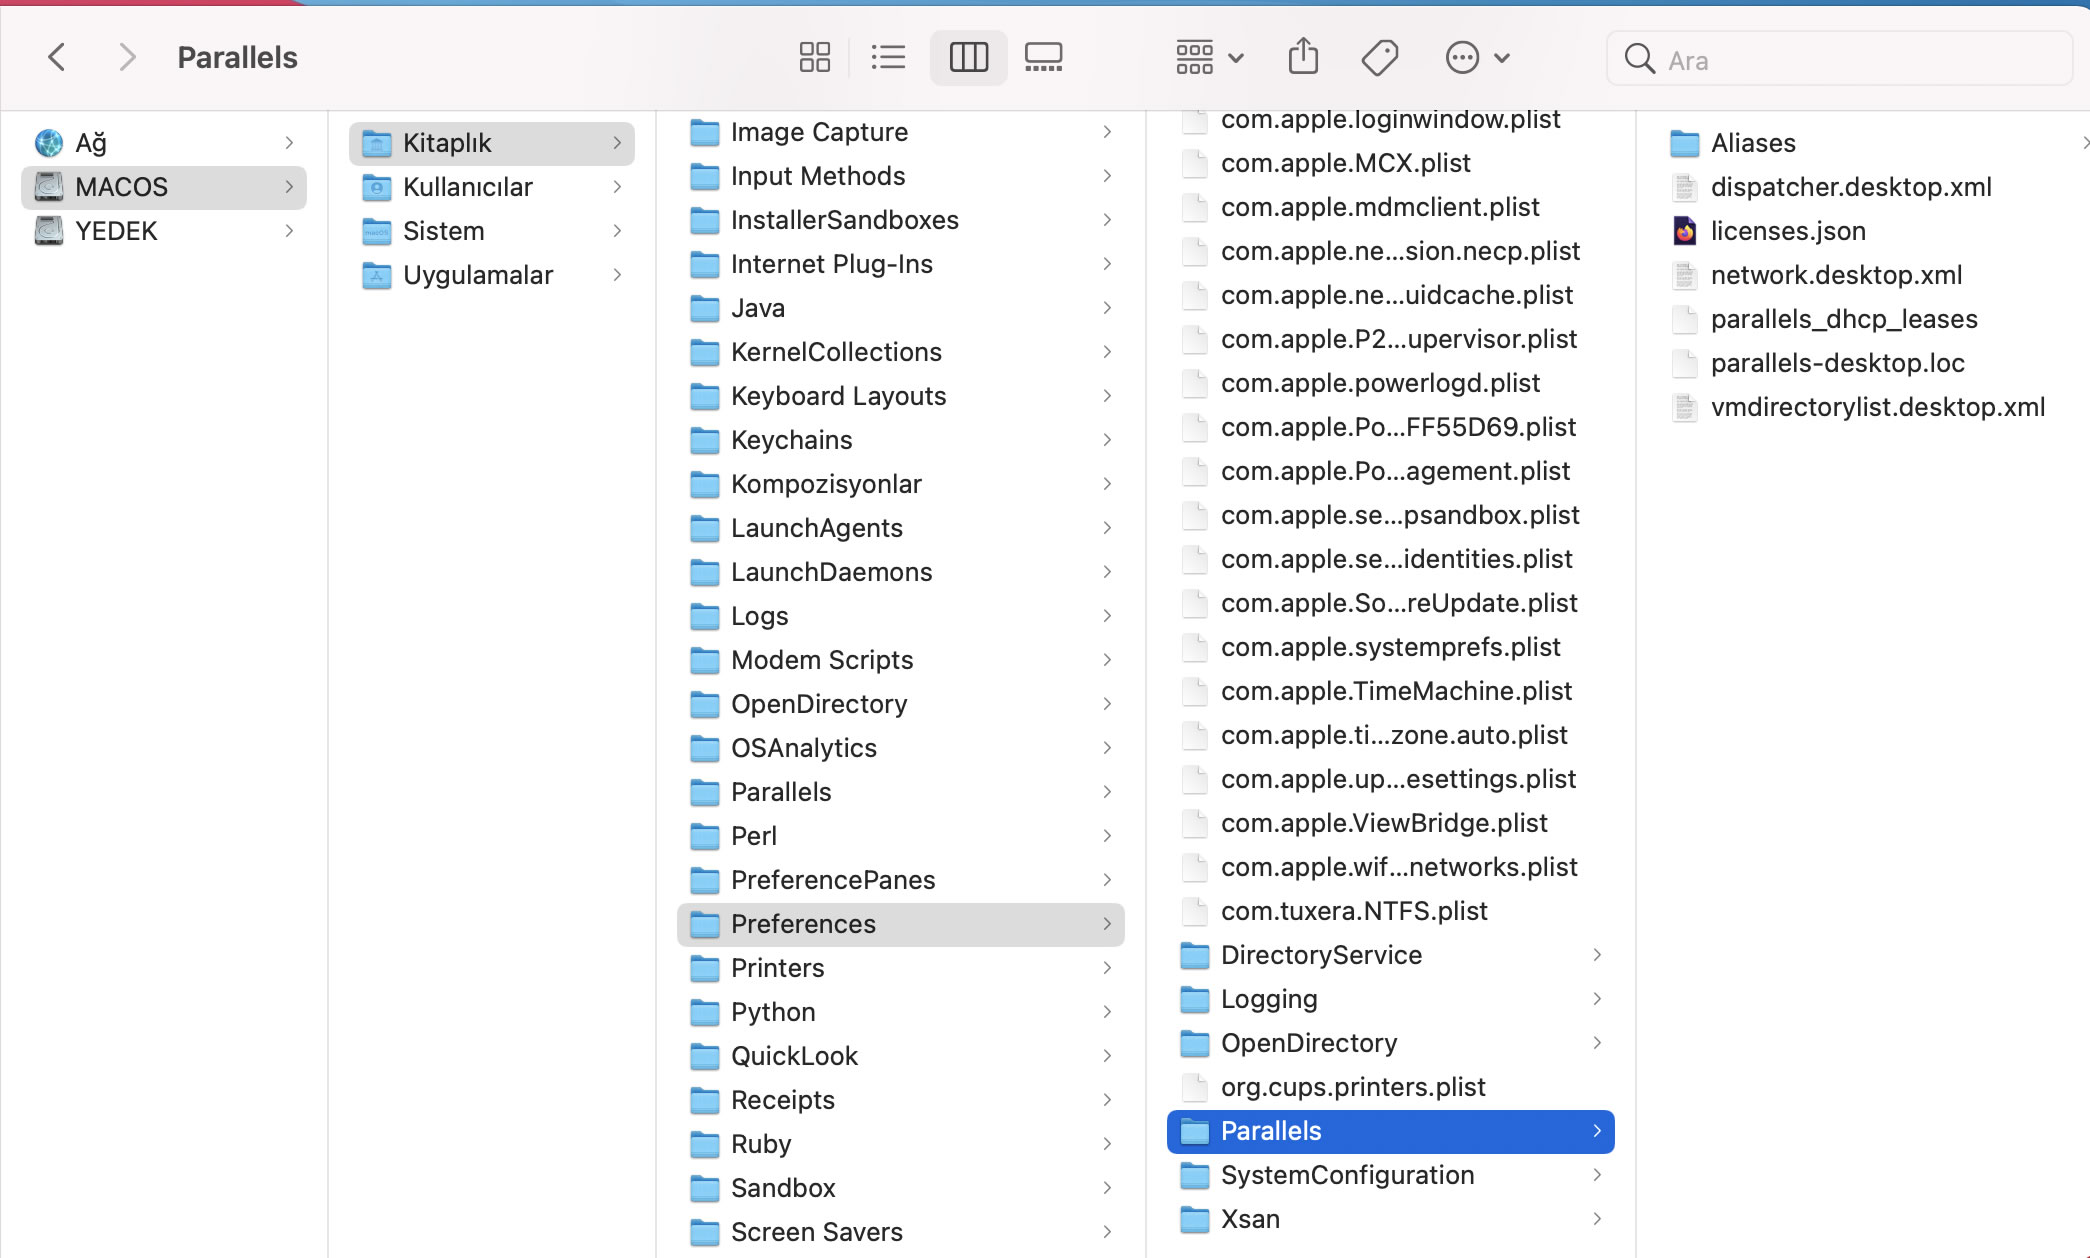 Parallels
Ara
Ağ
MACOS
YEDEK
Kitaplık
Kullanıcılar
Sistem
Uygulamalar
Image Capture
Input Methods
InstallerSandboxes
Internet Plug-Ins
Java
KernelCollections
Keyboard Layouts
Keychains
Kompozisyonlar
LaunchAgents
LaunchDaemons
Logs
Modem Scripts
OpenDirectory
OSAnalytics
Parallels
Perl
PreferencePanes
Preferences
Printers
Python
QuickLook
Receipts
Ruby
Sandbox
Screen Savers
com.apple.loginwindow.plist
com.apple.MCX.plist
com.apple.mdmclient.plist
com.apple.ne...sion.necp.plist
com.apple.ne...uidcache.plist
com.apple.P2...upervisor.plist
com.apple.powerlogd.plist
com.apple.Po...FF55D69.plist
com.apple.Po...agement.plist
com.apple.se...psandbox.plist
com.apple.se...identities.plist
com.apple.So...reUpdate.plist
com.apple.systemprefs.plist
com.apple.TimeMachine.plist
com.apple.ti...zone.auto.plist
com.apple.up...esettings.plist
com.apple.ViewBridge.plist
com.apple.wif...networks.plist
com.tuxera.NTFS.plist
DirectoryService
Logging
OpenDirectory
org.cups.printers.plist
Parallels
SystemConfiguration
Xsan
Aliases
dispatcher.desktop.xml
licenses.json
network.desktop.xml
parallels_dhcp_leases
parallels-desktop.loc
vmdirectorylist.desktop.xml